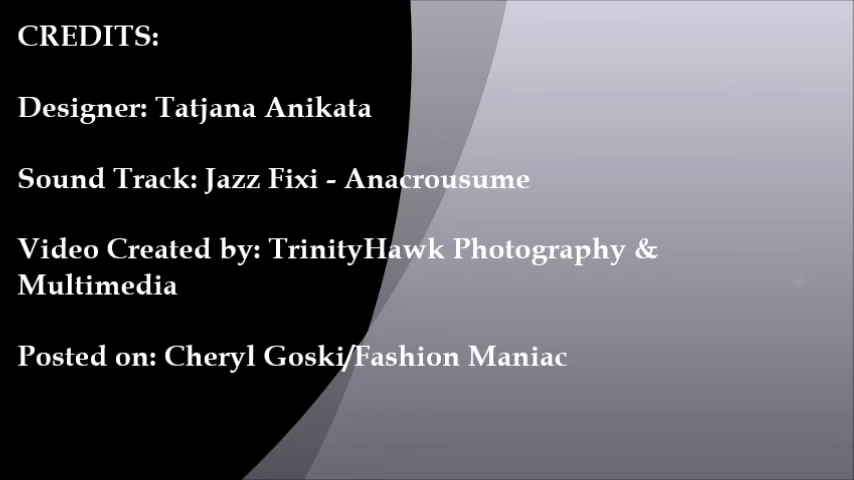 CREDITS:
Designer: Tatjana Anikata
Sound Track: Jazz Fixi - Anacrousume
Video Created by: TrinityHawk Photography &
Multimedia
Posted on: Cheryl Goski/Fashion Maniac